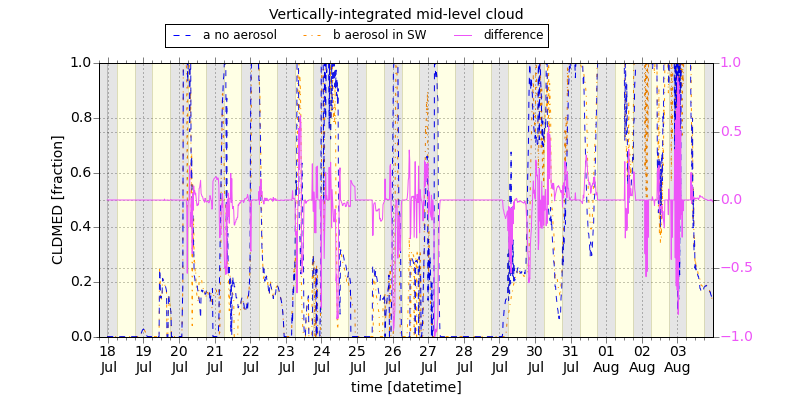 Vertically-integrated mid-level cloud
a no aerosol b aerosol in SW difference
CLDMED [fraction]
1.0
0.8
0.6
0.4
0.2
0.0
1.0
0.5
0.0
−0.5
−1.0
18 19 20 21 22 23 24 25 26 27 28 29 30 31 01 02 03
Jul Jul Jul Jul Jul Jul Jul Jul Jul Jul Jul Jul Jul Jul Aug Aug Aug
time [datetime]